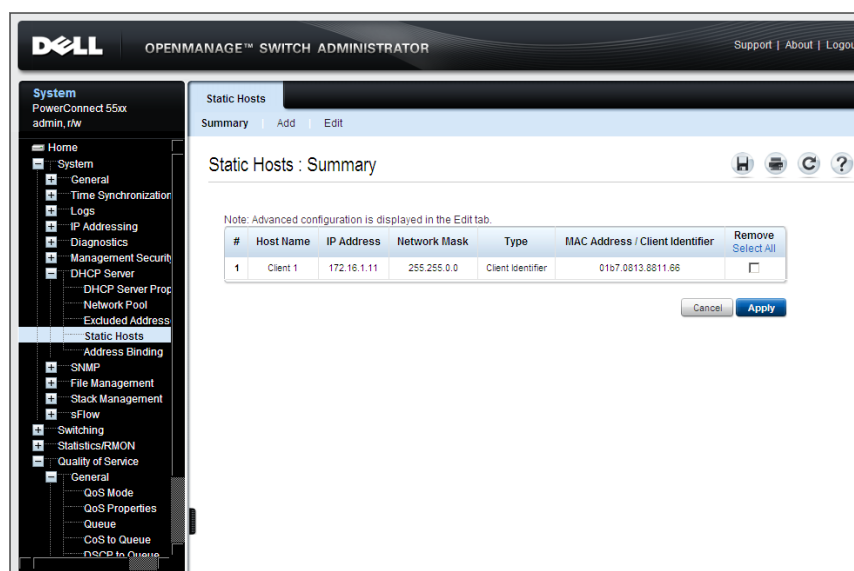 DELL
OPENMANAGE™ SWITCH ADMINISTRATOR
Support | About | Logou
System
PowerConnect 55xx
admin, r/w
Home
System
General
Time Synchronization
Logs
IP Addressing
Diagnostics
Management Securit
DHCP Server
DHCP Server Prop
Network Pool
Excluded Address
Static Hosts
Address Binding
SNMP
File Management
Stack Management
sFlow
Switching
Statistics/RMON
Quality of Service
General
QoS Mode
QoS Properties
Queue
CoS to Queue
DSCP to Queue
Static Hosts
Summary | Add | Edit
Static Hosts : Summary
Note: Advanced configuration is displayed in the Edit tab.
# Host Name IP Address Network Mask Type MAC Address / Client Identifier Remove
Select All
1 Client 1 172.16.1.11 255.255.0.0 Client Identifier 01b7.0813.8811.66
Cancel Apply